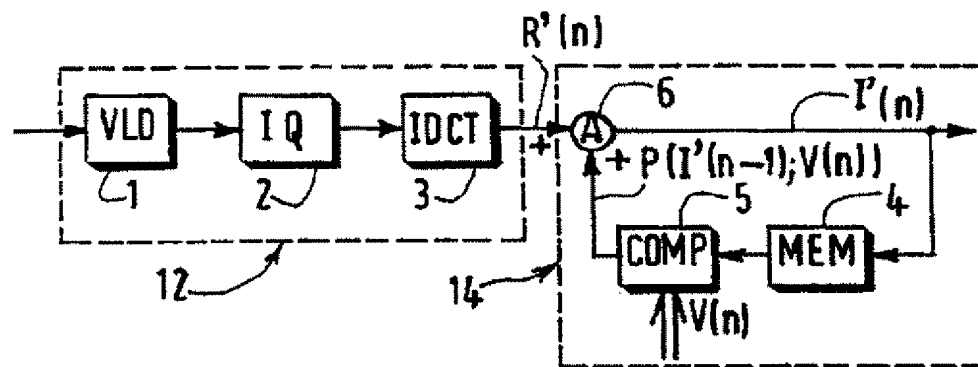 R'(n)
VLD
IQ
IDCT
+
A
6
I'(n)
+ P(I'(n-1);V(n))
1
2
3
5
4
COMP
MEM
12
14
V(n)